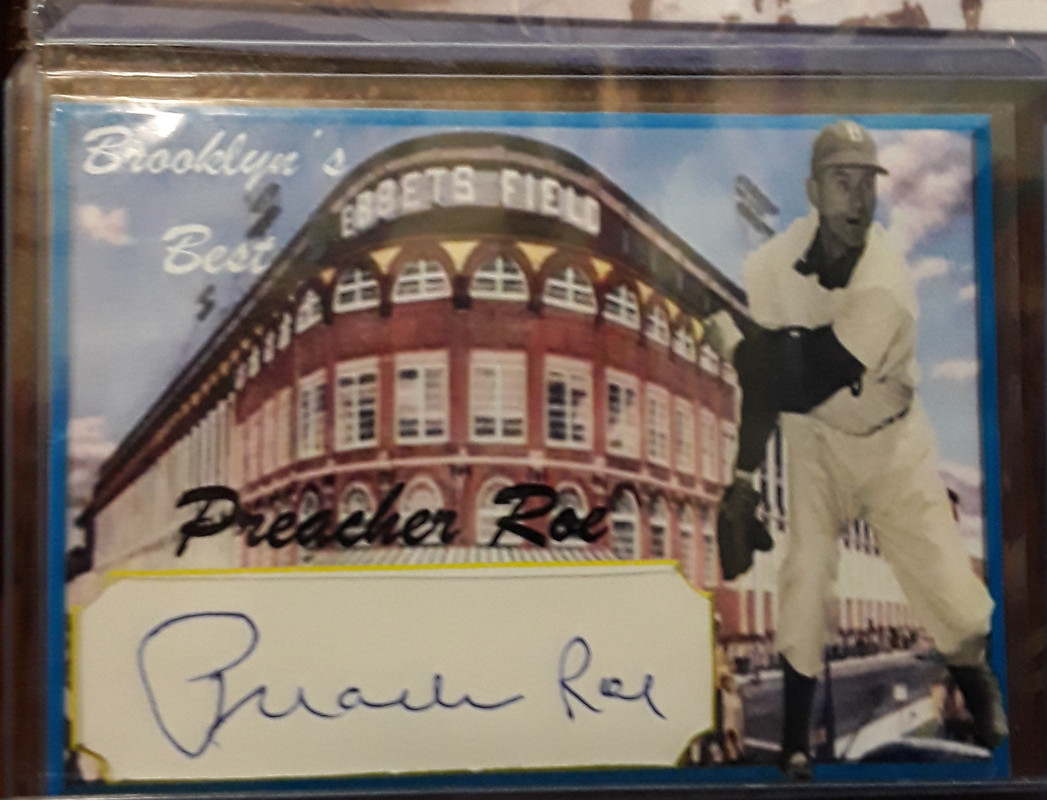 Brooklyn's
Best
EBBETS FIELD
B
Preacher Roe
Preacher Roe